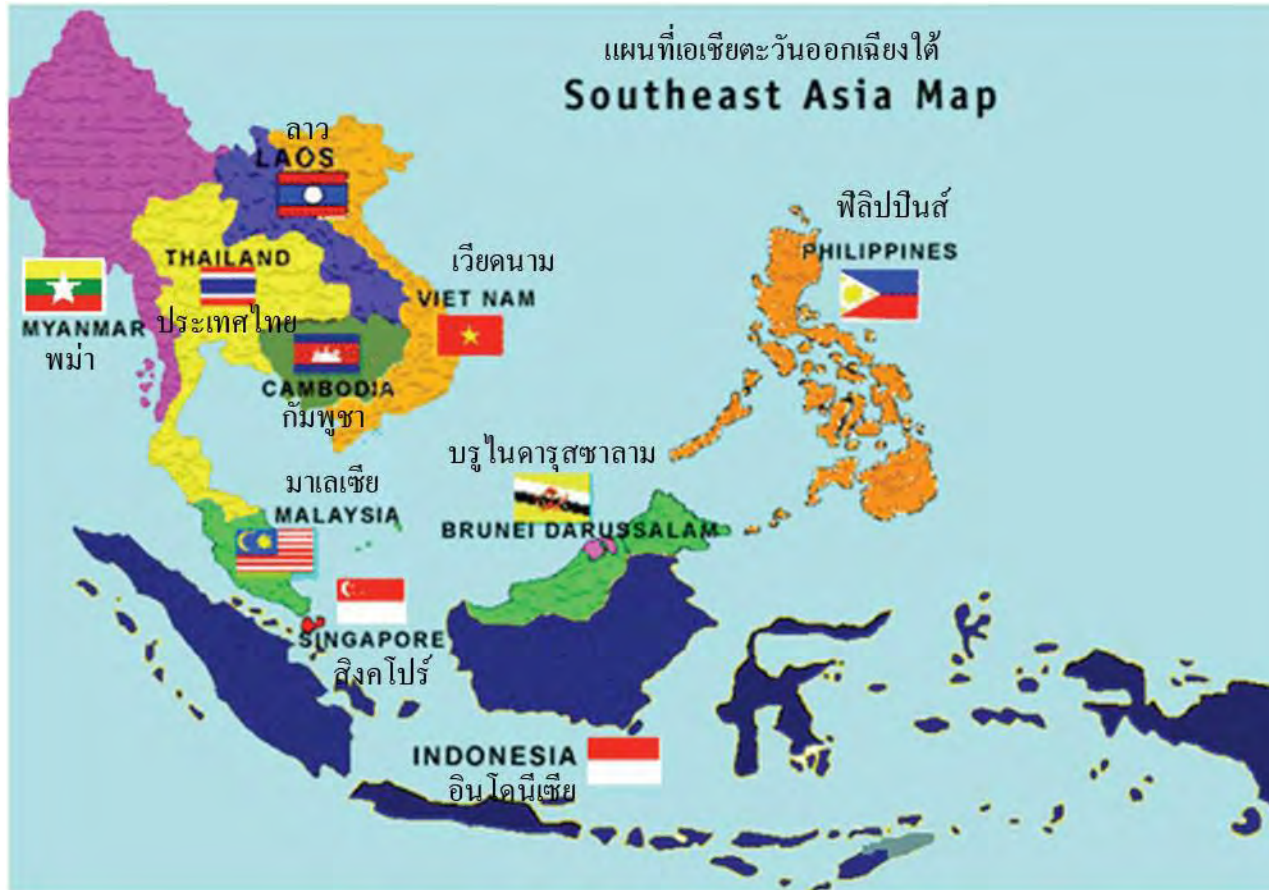 แผนที่เอเชียตะวันออกเฉียงใต้
Southeast Asia Map
ลาว
LAOS
ฟิลิปปินส์
PHILIPPINES
THAILAND
ประเทศไทย
เวียดนาม
VIET NAM
MYANMAR
พม่า
CAMBODIA
กัมพูชา
บรูไนดารุสซาลาม
BRUNEI DARUSSALAM
มาเลเซีย
MALAYSIA
SINGAPORE
สิงคโปร์
INDONESIA
อินโดนีเซีย